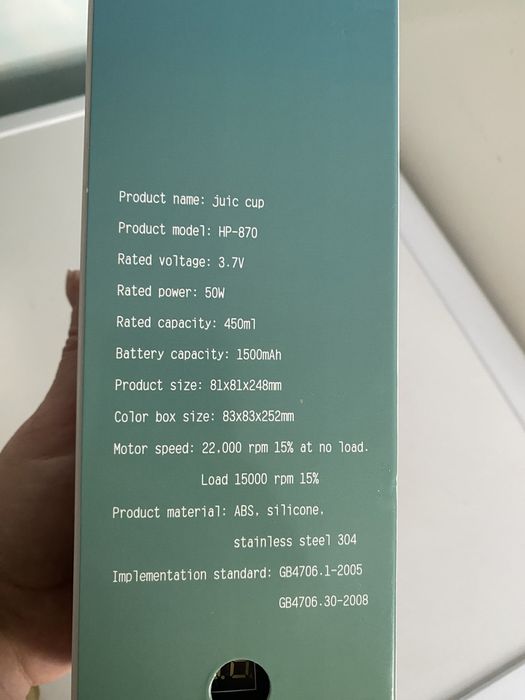 Product name: juic cup
Product model: HP-870
Rated voltage: 3.7V
Rated power: 50W
Rated capacity: 450ml
Battery capacity: 1500mAh
Product size: 81x81x248mm
Color box size: 83x83x252mm
Motor speed: 22.000 rpm 15% at no load.
Load 15000 rpm 15%
Product material: ABS, silicone,
stainless steel 304
Implementation standard: GB4706.1-2005
GB4706.30-2008